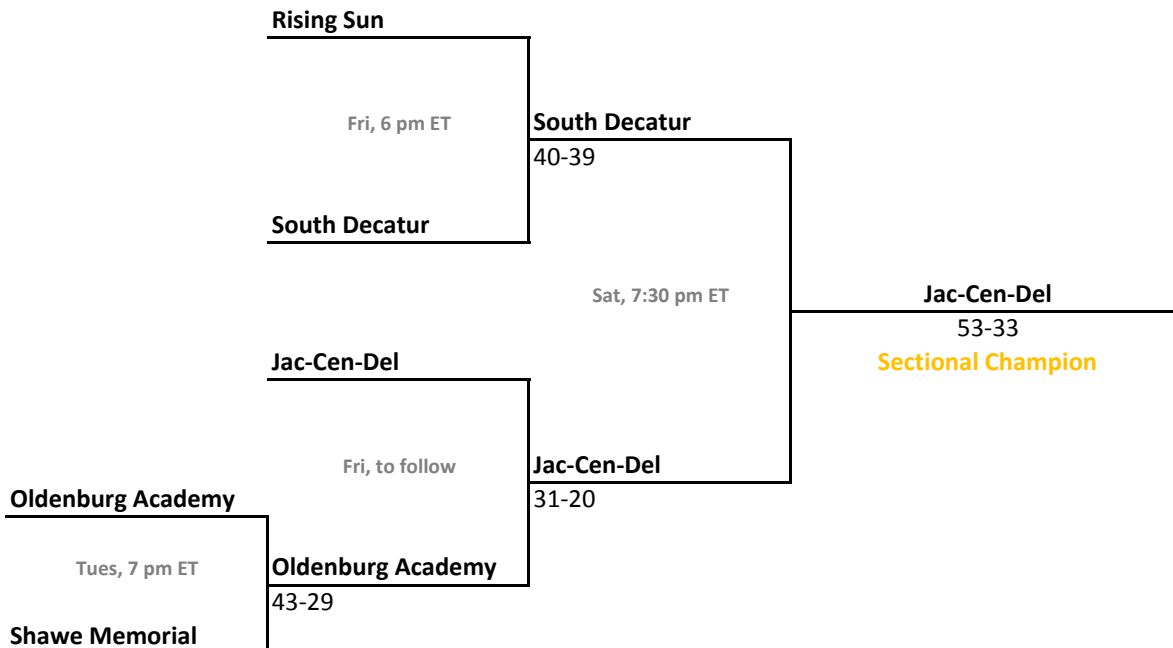 Rising Sun
Fri, 6 pm ET
South Decatur
40-39
South Decatur
Sat, 7:30 pm ET
Jac-Cen-Del
53-33
Sectional Champion
Jac-Cen-Del
Fri, to follow
Jac-Cen-Del
31-20
Oldenburg Academy
Tues, 7 pm ET
Oldenburg Academy
43-29
Shawe Memorial